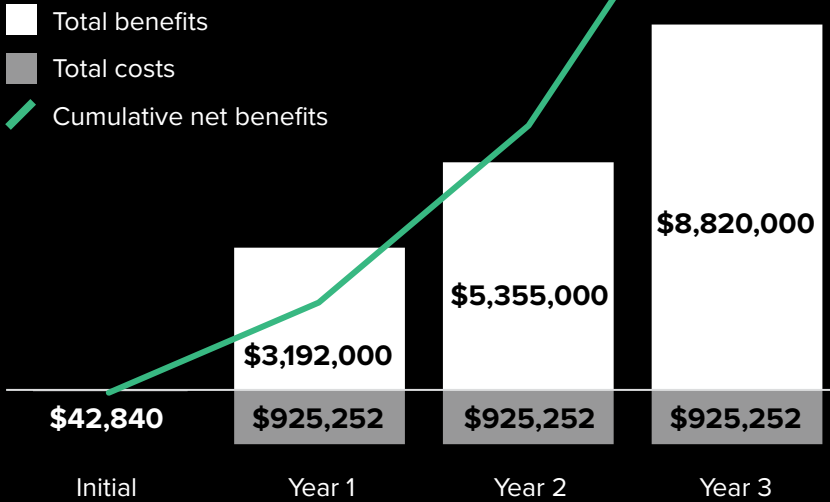 Total benefits
Total costs
Cumulative net benefits
$8,820,000
$5,355,000
$3,192,000
$42,840 $925,252 $925,252 $925,252
Initial Year 1 Year 2 Year 3